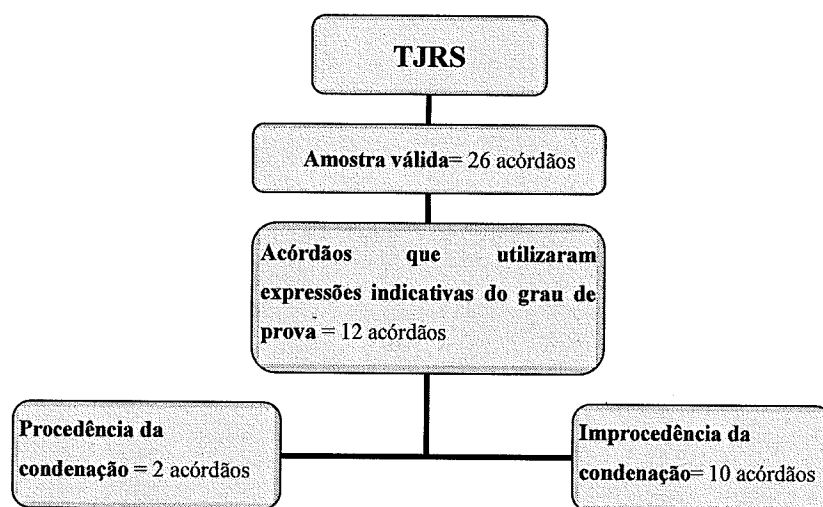 TJRS
Amostra válida= 26 acórdãos
Acórdãos que utilizaram
expressões indicativas do grau de
prova = 12 acórdãos
Procedência da
condenação = 2 acórdãos
Improcedência da
condenação= 10 acórdãos